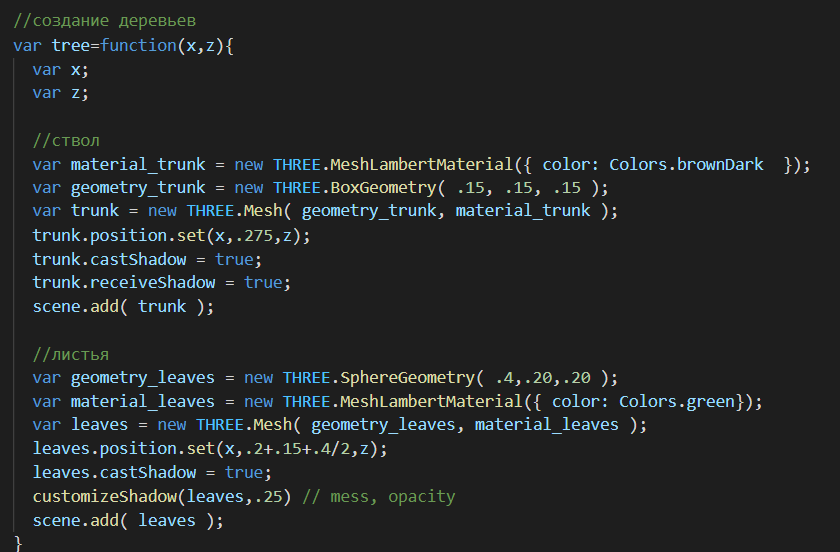 //создание деревьев
var tree=function(x,z){
var x;
var z;
//ствол
var material_trunk = new THREE.MeshLambertMaterial({ color: Colors.brownDark  });
var geometry_trunk = new THREE.BoxGeometry( .15, .15, .15 );
var trunk = new THREE.Mesh( geometry_trunk, material_trunk );
trunk.position.set(x,.275,z);
trunk.castShadow = true;
trunk.receiveShadow = true;
scene.add( trunk );
//листья
var geometry_leaves = new THREE.SphereGeometry( .4,.20,.20 );
var material_leaves = new THREE.MeshLambertMaterial({ color: Colors.green});
var leaves = new THREE.Mesh( geometry_leaves, material_leaves );
leaves.position.set(x,.2+.15+.4/2,z);
leaves.castShadow = true;
customizeShadow(leaves,.25) // mess, opacity
scene.add( leaves );
}